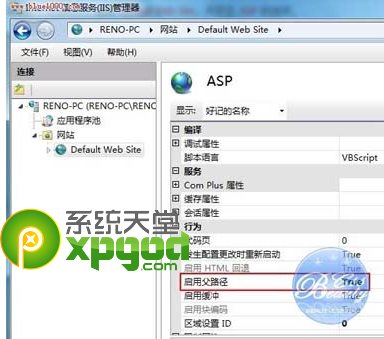 Internet 信息服务(IIS)管理器
RENO-PC
网站
Default Web Site
文件(F)
视图(V)
帮助(H)
连接
RENO-PC (RENO-PC\RENO
应用程序池
网站
Default Web Site
ASP
显示:
好记的名称
编译
调试属性
脚本语言
VBScript
服务
Com Plus 属性
缓存属性
会话属性
行为
代码页
0
发生配置更改时重新启动
True
启用 HTML 回退
True
启用父路径
True
启用缓冲
True
启用块编码
True
区域设置 ID
0
系统天堂
xpgod.com
Beauty